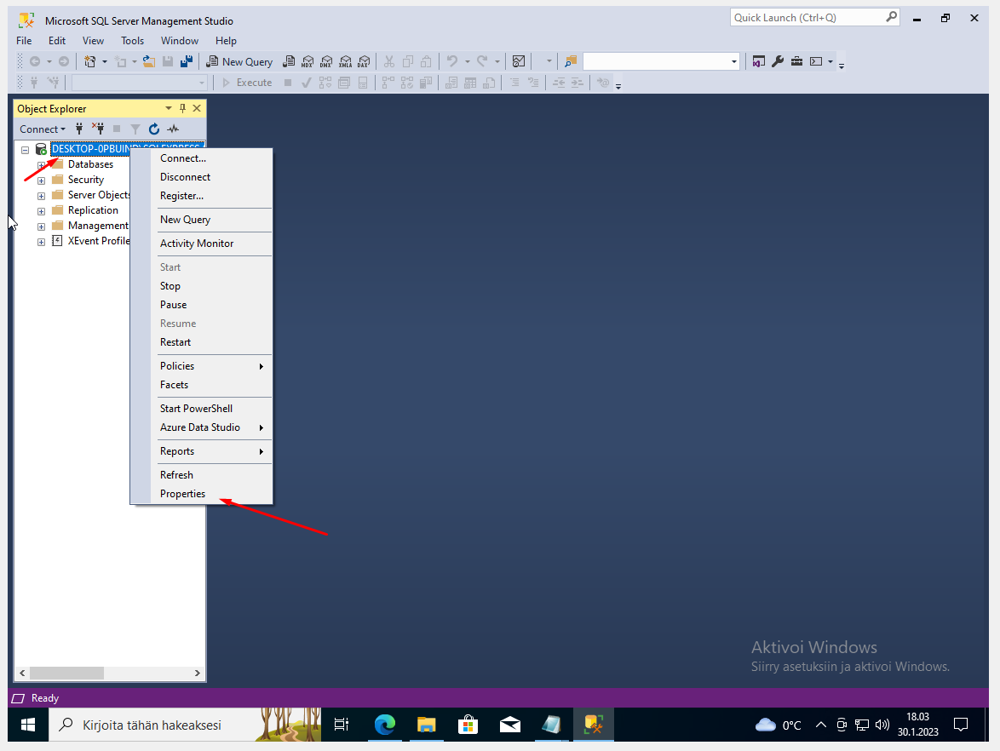 Microsoft SQL Server Management Studio
Quick Launch (Ctrl+Q)
File Edit View Tools Window Help
New Query
MDX DMX XMLA DAX
Execute
Object Explorer
Connect
DESKTOP-0PBUIND\SQLEXPRESS
Databases
Security
Server Objects
Replication
Management
XEvent Profile
Connect...
Disconnect
Register...
New Query
Activity Monitor
Start
Stop
Pause
Resume
Restart
Policies
Facets
Start PowerShell
Azure Data Studio
Reports
Refresh
Properties
Aktivoi Windows
Siirry asetuksiin ja aktivoi Windows.
Ready
Kirjoita tähän hakeaksesi
0°C
18.03
30.1.2023